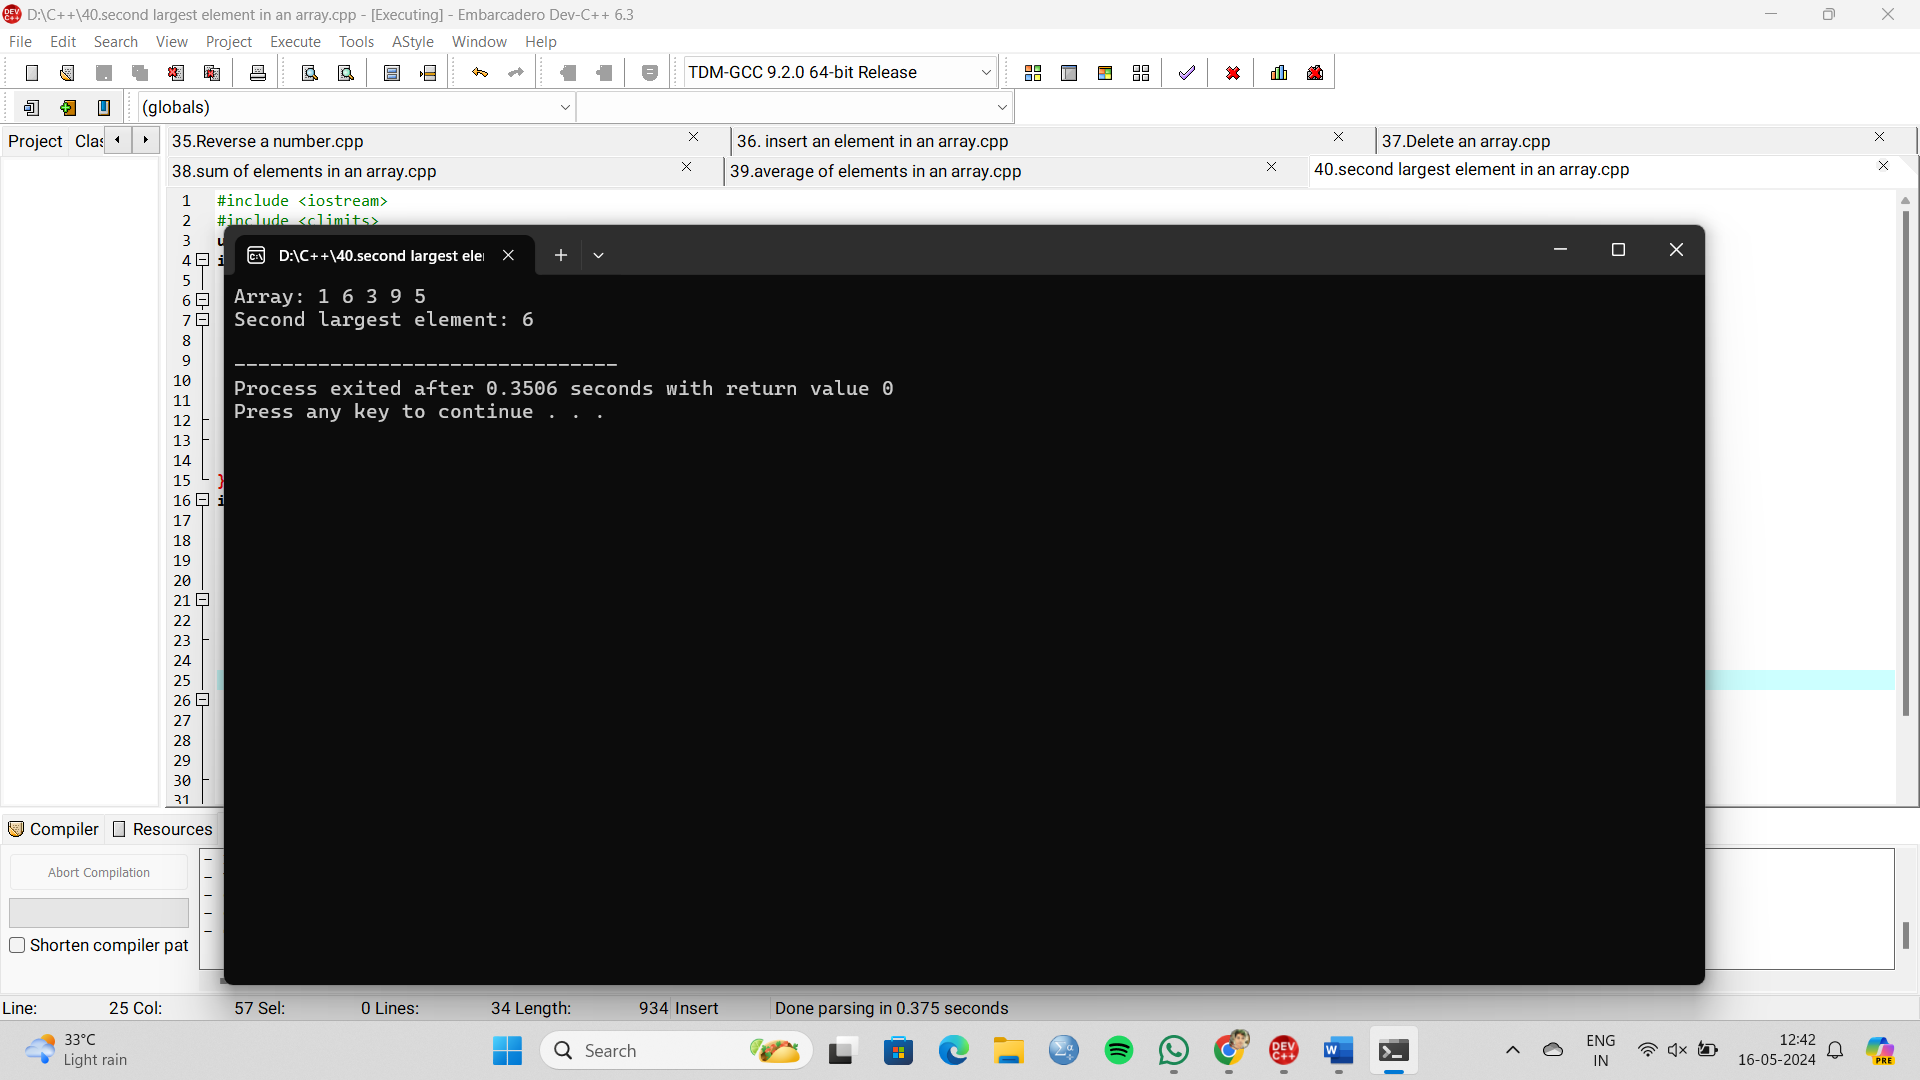 D:\C++\40.second largest element in an array.cpp - [Executing] - Embarcadero Dev-C++ 6.3
File Edit Search View Project Execute Tools AStyle Window Help
TDM-GCC 9.2.0 64-bit Release
(globals)
Project Clas
35.Reverse a number.cpp 36. insert an element in an array.cpp 37.Delete an array.cpp
38.sum of elements in an array.cpp 39.average of elements in an array.cpp 40.second largest element in an array.cpp
1 #include <iostream>
2 #include <climits>
3
4
5
6
7
8
9
10
11
12
13
14
15 }
16
17
18
19
20
21
22
23
24
25
26
27
28
29
30
31
D:\C++\40.second largest ele
Array: 1 6 3 9 5
Second largest element: 6
--------------------------------
Process exited after 0.3506 seconds with return value 0
Press any key to continue . . .
Compiler Resources
Abort Compilation
Shorten compiler pat
Line: 25 Col: 57 Sel: 0 Lines: 34 Length: 934 Insert Done parsing in 0.375 seconds
33°C
Light rain
Search
DEV C++
PRE
ENG
IN
12:42
16-05-2024